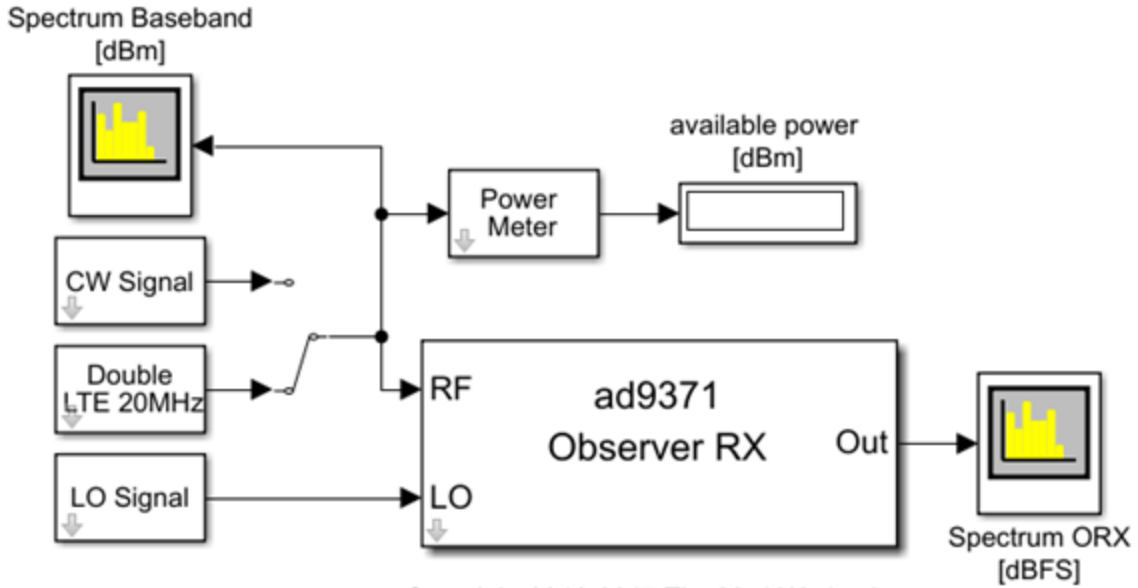 Spectrum Baseband
[dBm]
available power
[dBm]
Power
Meter
CW Signal
Double
LTE 20MHz
LO Signal
RF
LO
ad9371
Observer RX
Out
Spectrum ORX
[dBFS]